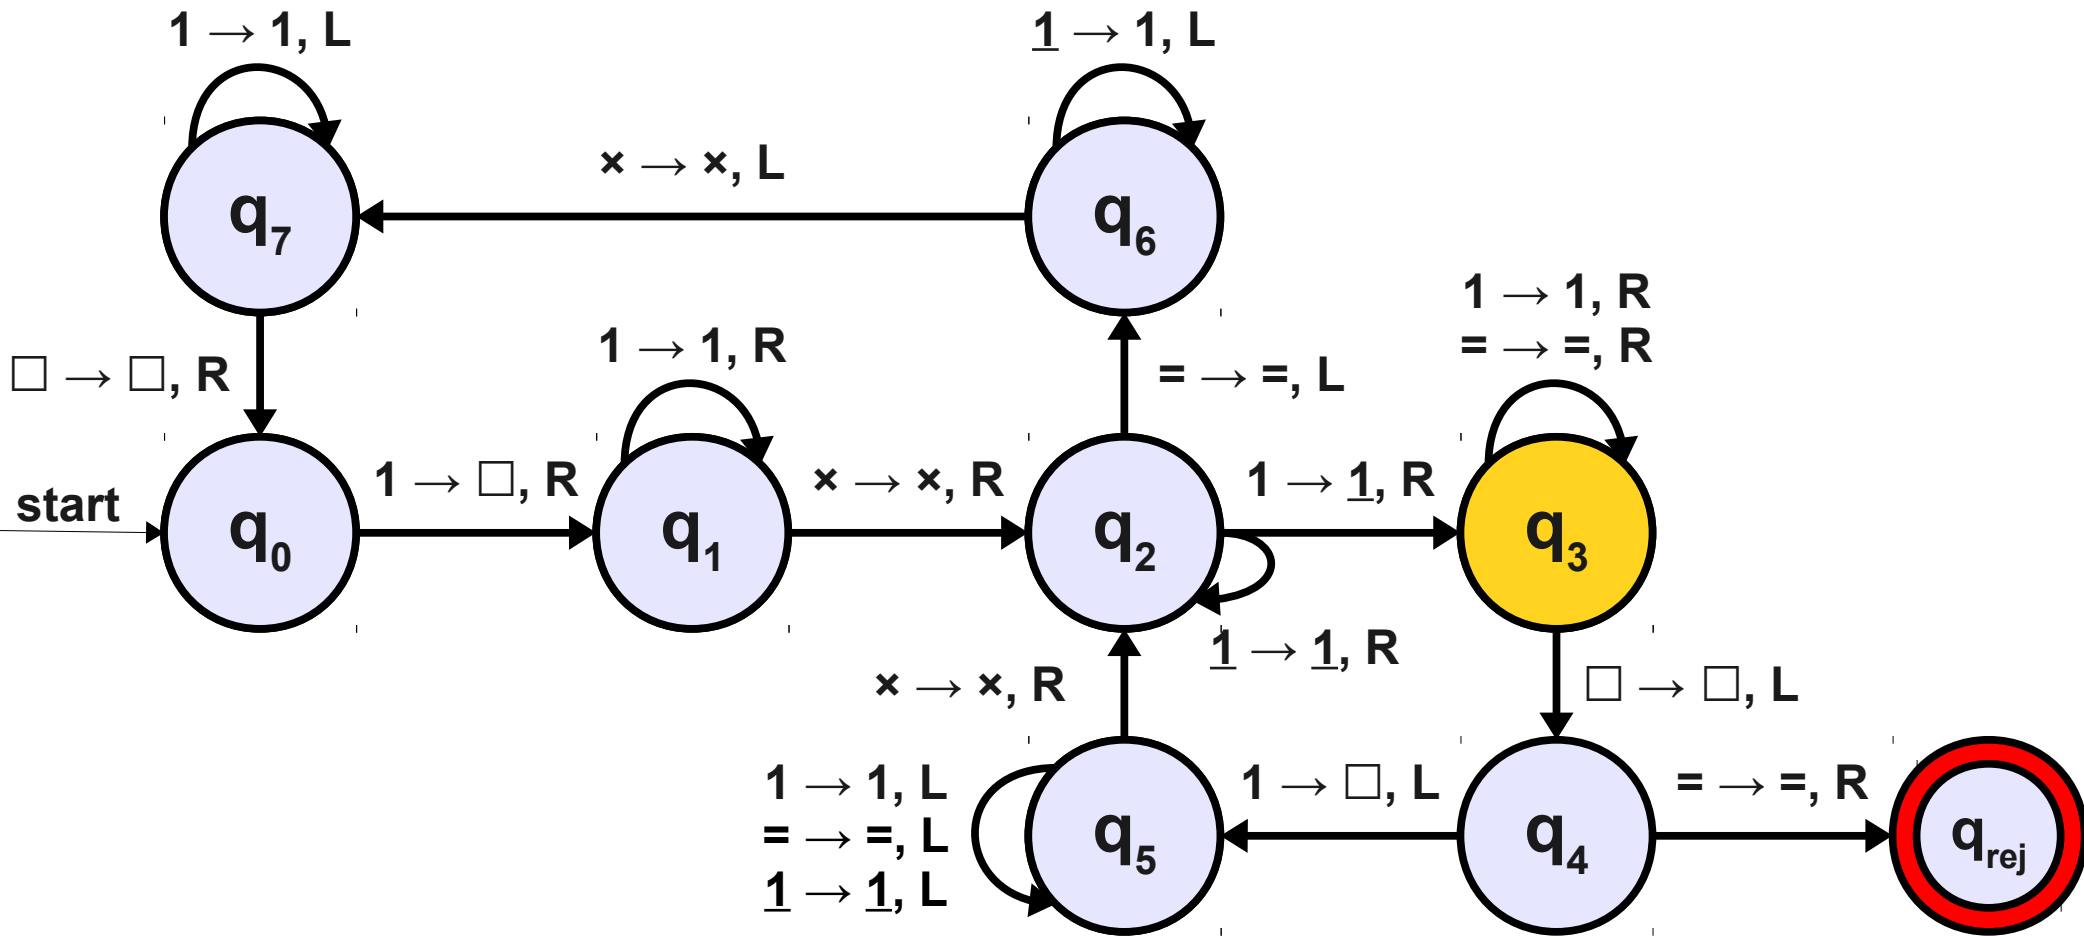 1 → 1, L
1̲ → 1, L
× → ×, L
q₇
q₆
1 → 1, R
= → =, R
1 → 1, R
□ → □, R
= → =, L
start
q₀
1 → □, R
q₁
× → ×, R
q₂
1 → 1̲, R
q₃
1̲ → 1̲, R
× → ×, R
□ → □, L
1 → 1, L
= → =, L
1̲ → 1̲, L
q₅
1 → □, L
q₄
= → =, R
q_rej